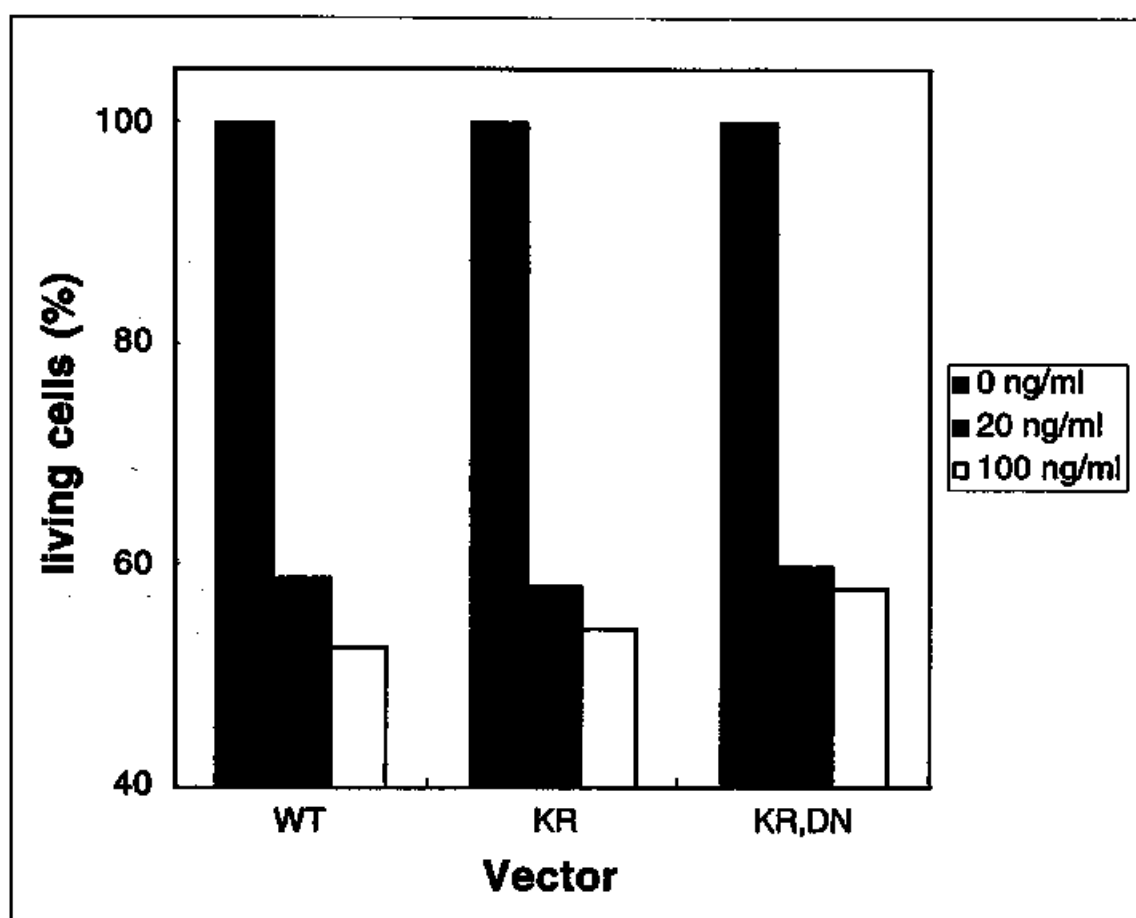 100
80
60
40
living cells (%)
WT KR KR,DN
Vector
0 ng/ml
20 ng/ml
100 ng/ml